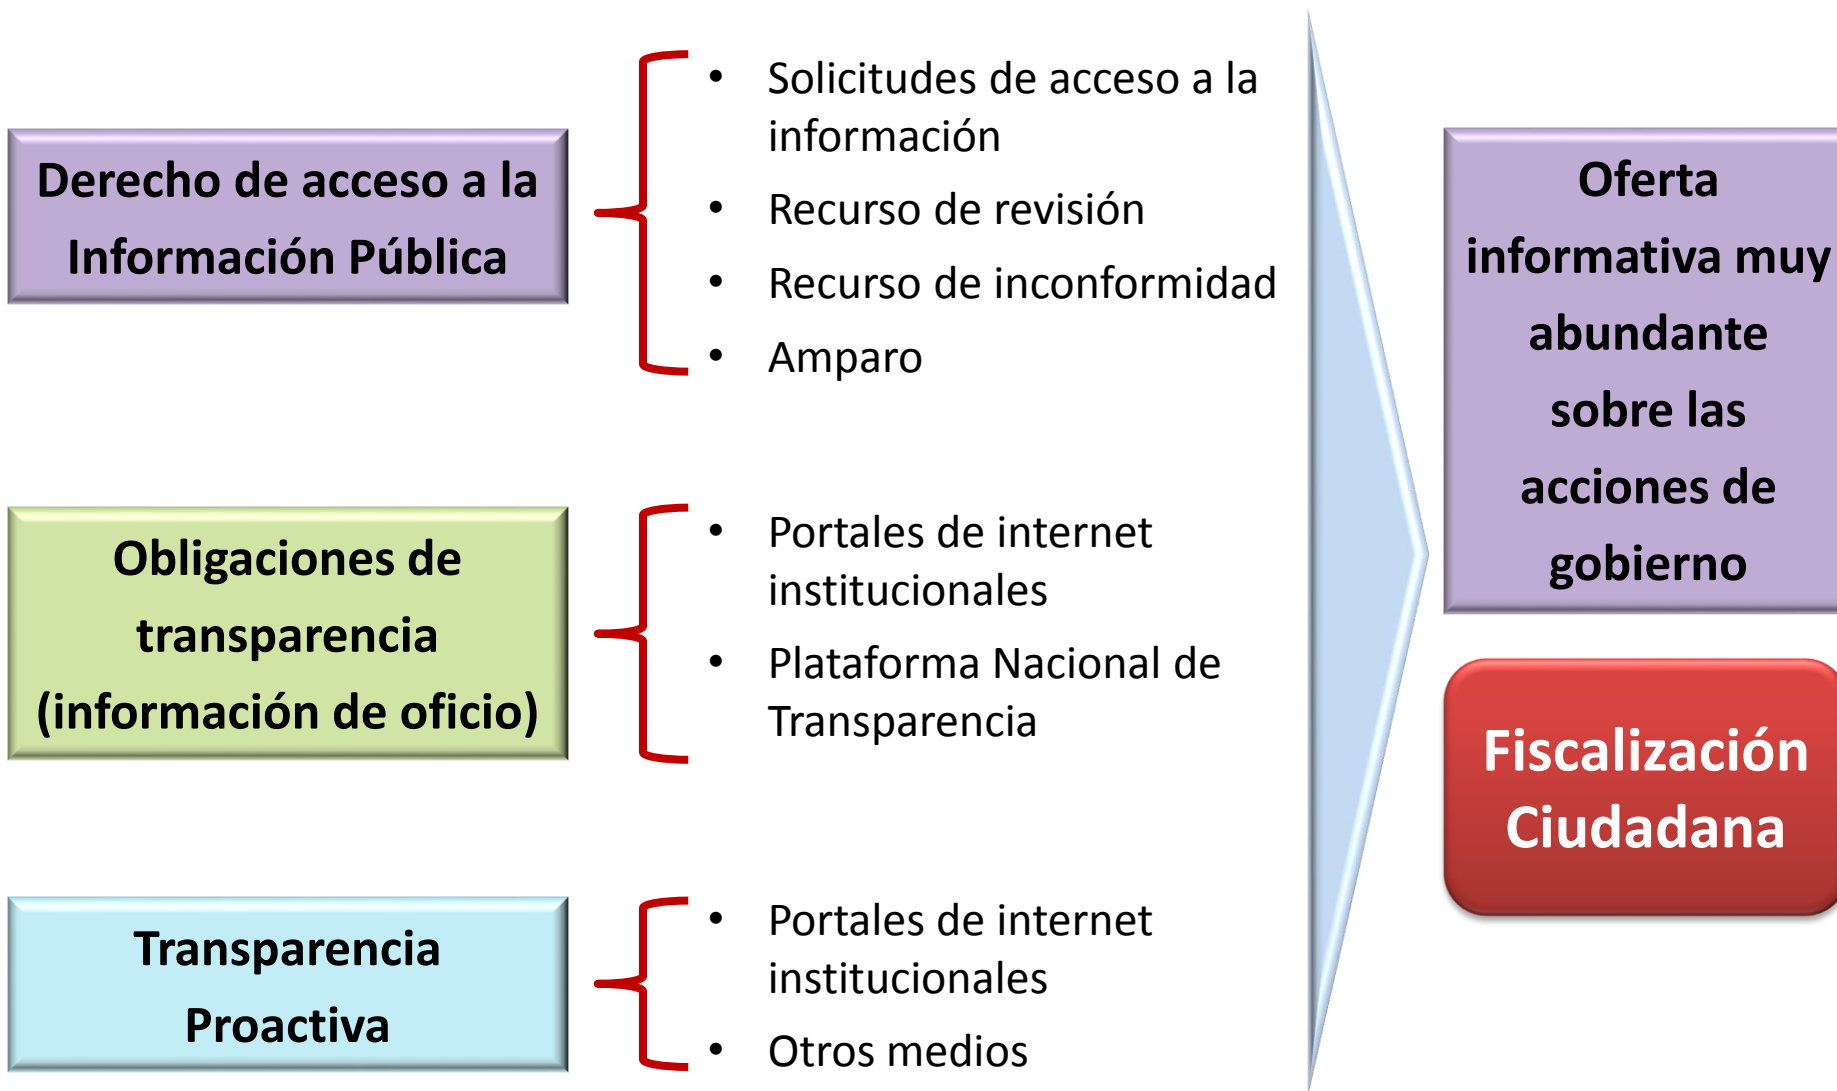 Derecho de acceso a la
Información Pública
• Solicitudes de acceso a la
información
• Recurso de revisión
• Recurso de inconformidad
• Amparo
Obligaciones de
transparencia
(información de oficio)
• Portales de internet
institucionales
• Plataforma Nacional de
Transparencia
Transparencia
Proactiva
• Portales de internet
institucionales
• Otros medios
Oferta
informativa muy
abundante
sobre las
acciones de
gobierno
Fiscalización
Ciudadana